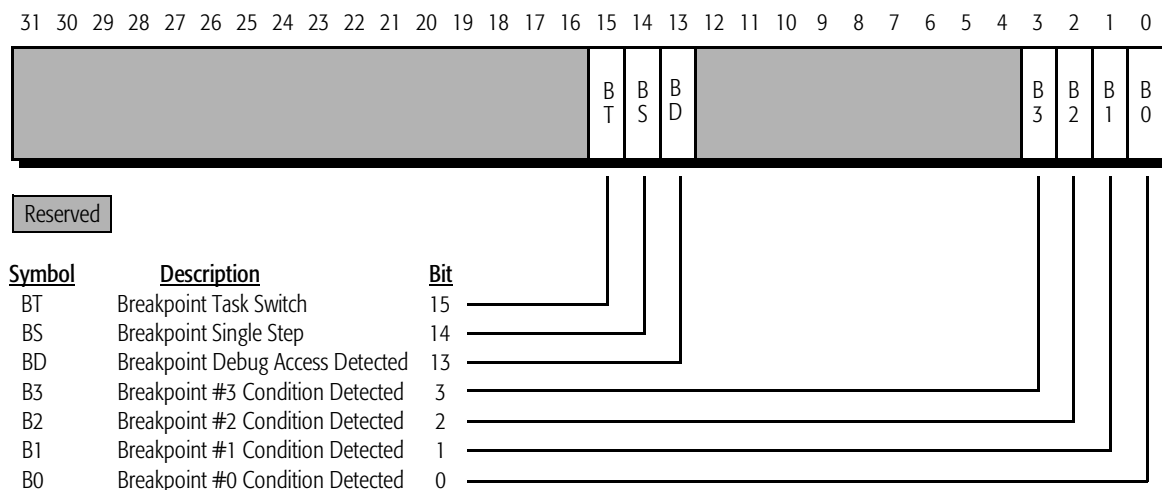 31 30 29 28 27 26 25 24 23 22 21 20 19 18 17 16 15 14 13 12 11 10 9 8 7 6 5 4 3 2 1 0
B B B B B B B
T S D 3 2 1 0
Reserved
Symbol Description Bit
BT Breakpoint Task Switch 15
BS Breakpoint Single Step 14
BD Breakpoint Debug Access Detected 13
B3 Breakpoint #3 Condition Detected 3
B2 Breakpoint #2 Condition Detected 2
B1 Breakpoint #1 Condition Detected 1
B0 Breakpoint #0 Condition Detected 0